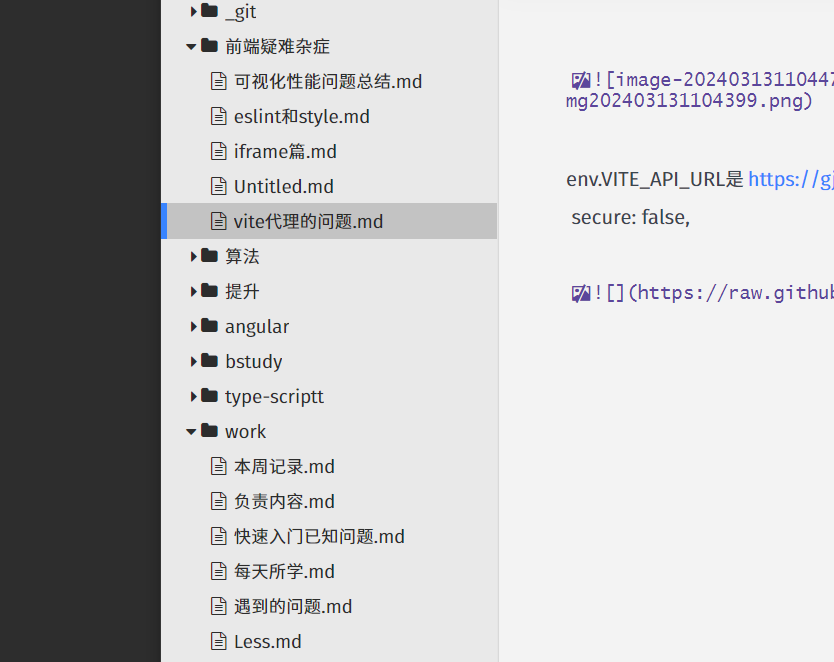 _git
前端疑难杂症
可视化性能问题总结.md
eslint和style.md
iframe篇.md
Untitled.md
vite代理的问题.md
算法
提升
angular
bstudy
type-scriptt
work
本周记录.md
负责内容.md
快速入门已知问题.md
每天所学.md
遇到的问题.md
Less.md
![image-20240313110447
mg202403131104399.png)
env.VITE_API_URL是 https://gj
secure: false,
![](https://raw.github